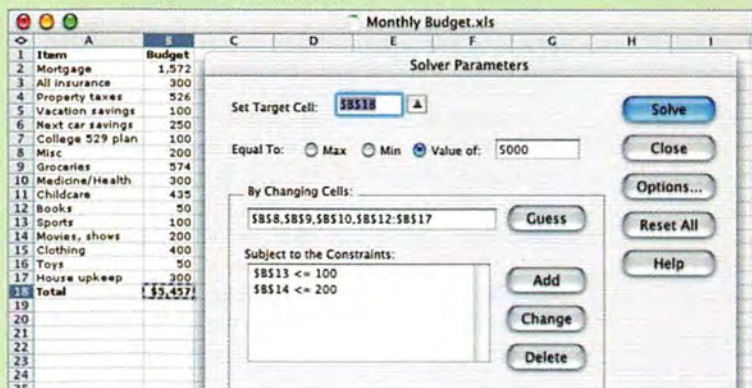 Monthly Budget.xls
A B C D E F G H I
1 Item Budget
2 Mortgage 1,572
3 All insurance 300
4 Property taxes 526
5 Vacation savings 100
6 Next car savings 250
7 College 529 plan 100
8 Misc 200
9 Groceries 574
10 Medicine/Health 300
11 Childcare 435
12 Books 50
13 Sports 100
14 Movies, shows 200
15 Clothing 400
16 Toys 50
17 House upkeep 300
18 Total $5,457
19
20
21
22
23
24
Solver Parameters
Set Target Cell: $B$18
Solve
Equal To: Max Min Value of: 5000
Close
By Changing Cells:
Options...
$B$8,$B$9,$B$10,$B$12:$B$17
Guess
Reset All
Subject to the Constraints:
Help
$B$13 <= 100
$B$14 <= 200
Add
Change
Delete